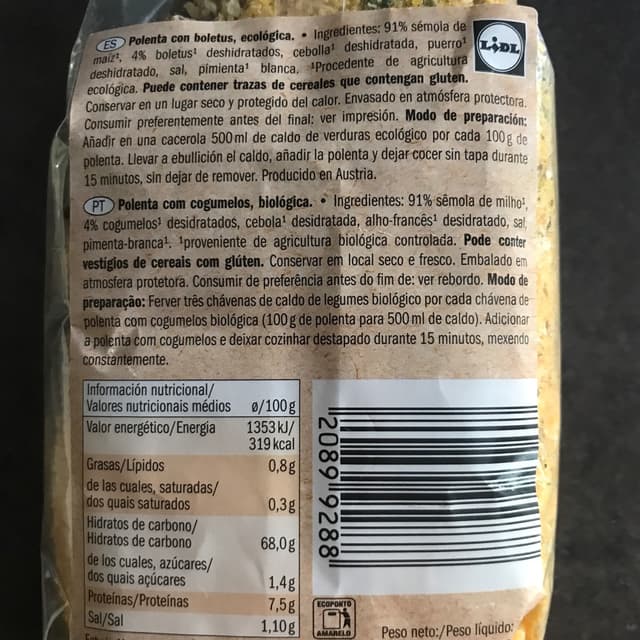 ES Polenta con boletus, ecológica. • Ingredientes: 91% sémola de
maíz¹, 4% boletus¹ deshidratados, cebolla¹ deshidratada, puerro¹
deshidratado, sal, pimienta¹ blanca. ¹Procedente de agricultura
ecológica. Puede contener trazas de cereales que contengan gluten.
Conservar en un lugar seco y protegido del calor. Envasado en atmósfera protectora.
Consumir preferentemente antes del final: ver impresión. Modo de preparación:
Añadir en una cacerola 500 ml de caldo de verduras ecológico por cada 100 g de
polenta. Llevar a ebullición el caldo, añadir la polenta y dejar cocer sin tapa durante
15 minutos, sin dejar de remover. Producido en Austria.
LIDL
PT Polenta com cogumelos, biológica. • Ingredientes: 91% sêmola de milho¹,
4% cogumelos¹ desidratados, cebola¹ desidratada, alho-francês¹ desidratado, sal,
pimenta-branca¹. ¹proveniente de agricultura biológica controlada. Pode conter
vestígios de cereais com glúten. Conservar em local seco e fresco. Embalado em
atmosfera protetora. Consumir de preferência antes do fim de: ver rebordo. Modo de
preparação: Ferver três chávenas de caldo de legumes biológico por cada chávena de
polenta com cogumelos biológica (100 g de polenta para 500 ml de caldo). Adicionar
a polenta com cogumelos e deixar cozinhar destapado durante 15 minutos, mexendo
constantemente.
Información nutricional/
Valores nutricionais médios ø/100 g
Valor energético/Energia 1353 kJ/
319 kcal
Grasas/Lípidos 0,8 g
de las cuales, saturadas/
dos quais saturados 0,3 g
Hidratos de carbono/
Hidratos de carbono 68,0 g
de los cuales, azúcares/
dos quais açúcares 1,4 g
Proteínas/Proteínas 7,5 g
Sal/Sal 1,10 g
2089 9288
ECOPONTO
AMARELO
Peso neto:/Peso líquido: